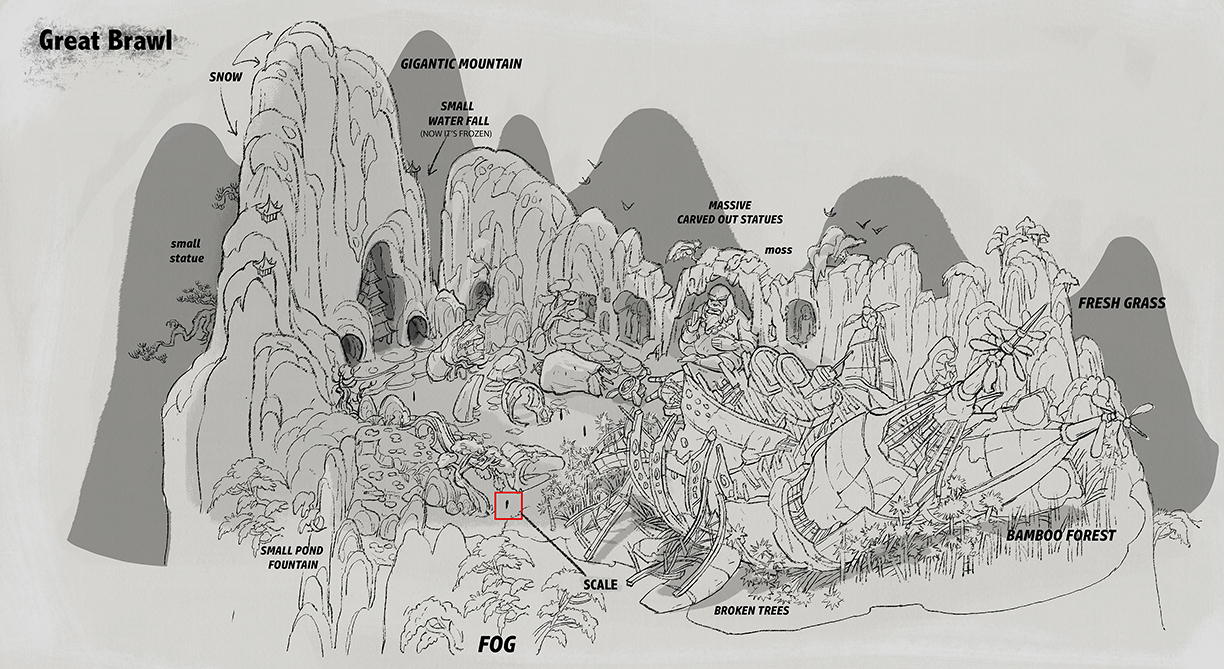 Great Brawl
SNOW
GIGANTIC MOUNTAIN
SMALL
WATER FALL
(NOW IT'S FROZEN)
MASSIVE
CARVED OUT STATUES
small
statue
moss
FRESH GRASS
BAMBOO FOREST
SMALL POND
FOUNTAIN
SCALE
BROKEN TREES
FOG